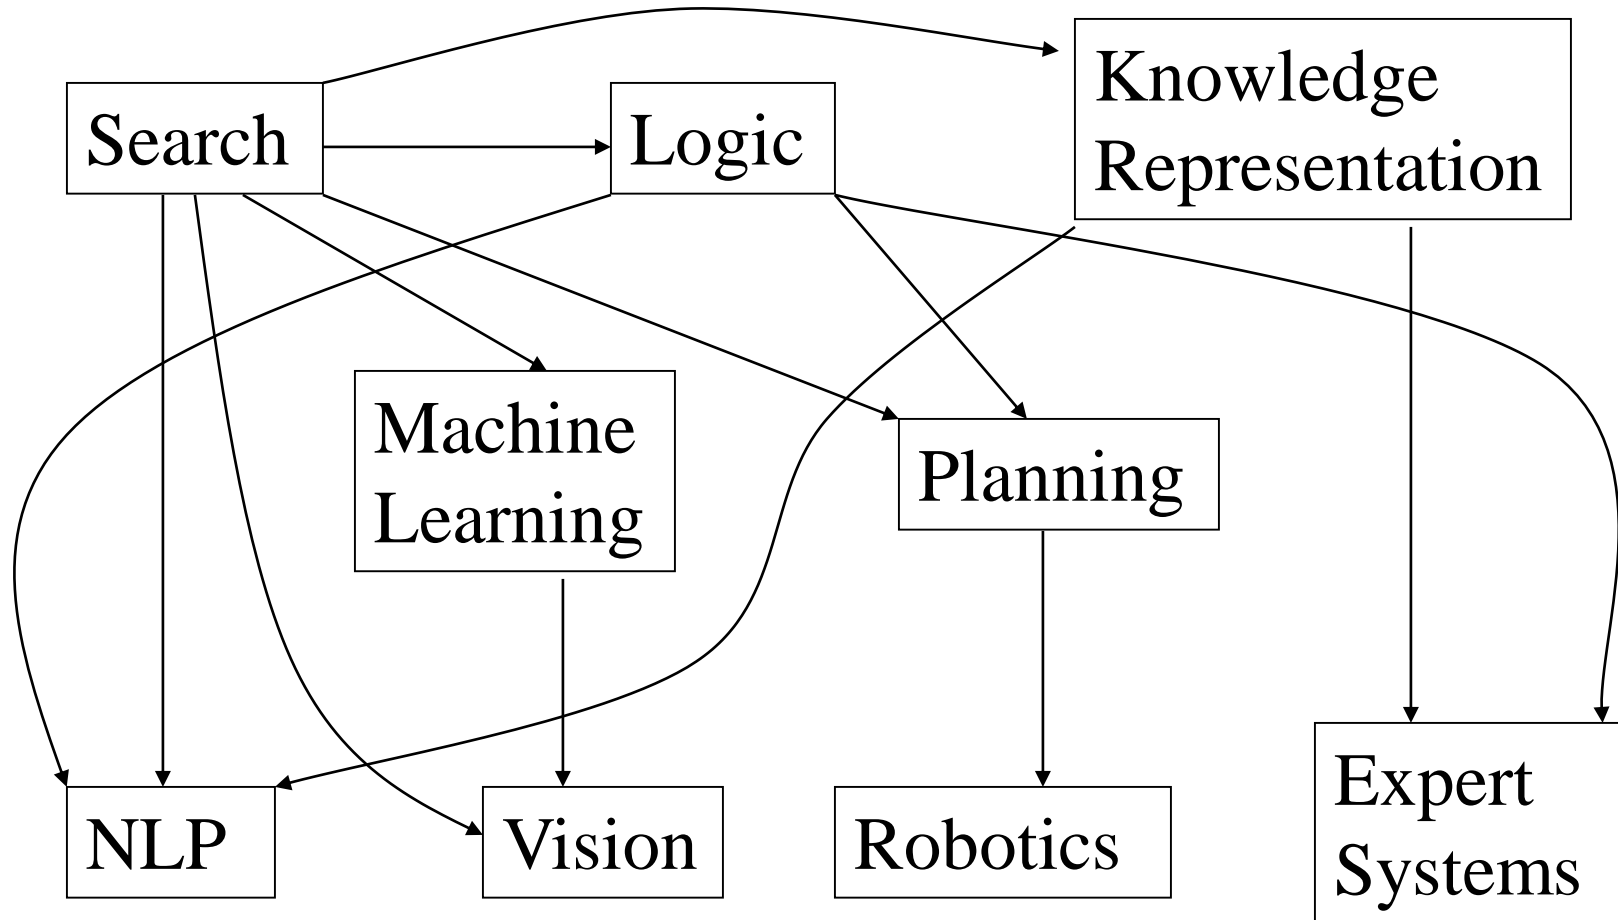 Search
Logic
Knowledge
Representation
Machine
Learning
Planning
NLP
Vision
Robotics
Expert
Systems